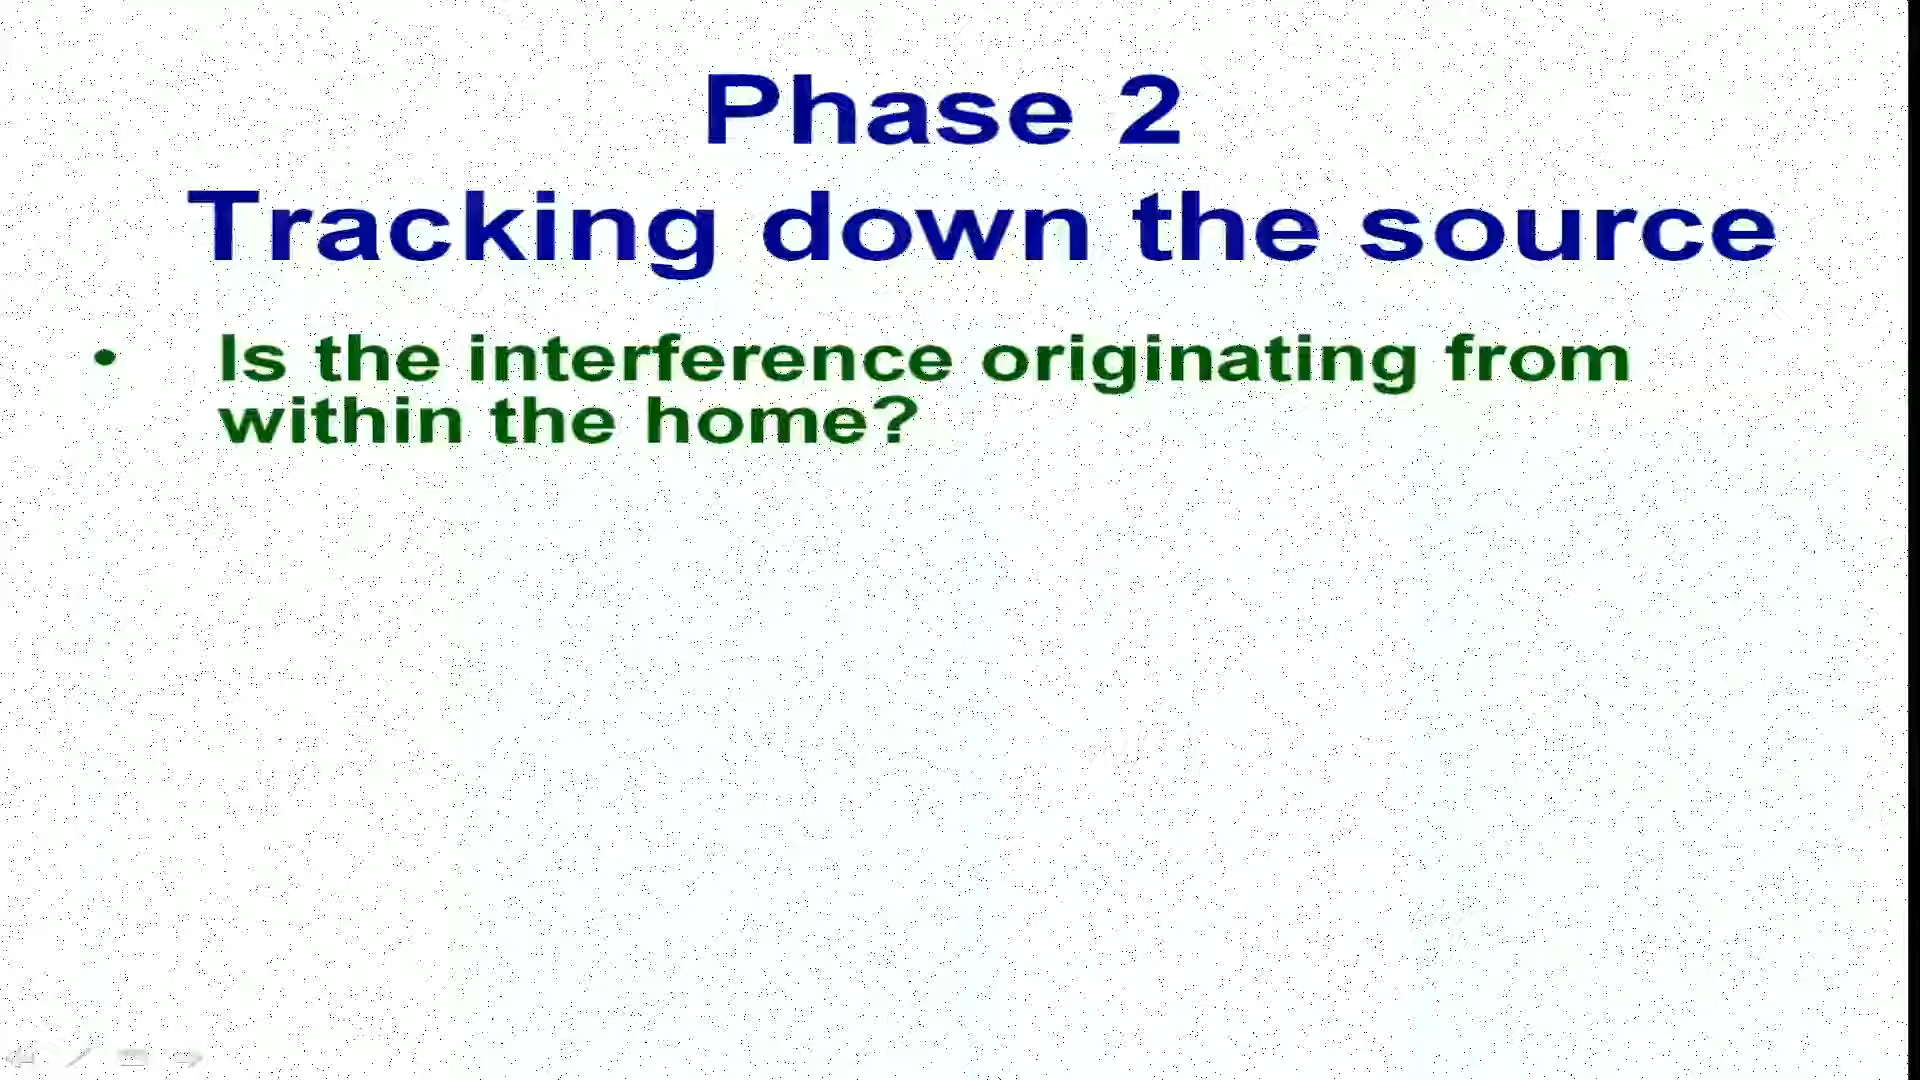 Phase 2
Tracking down the source
• Is the interference originating from
within the home?